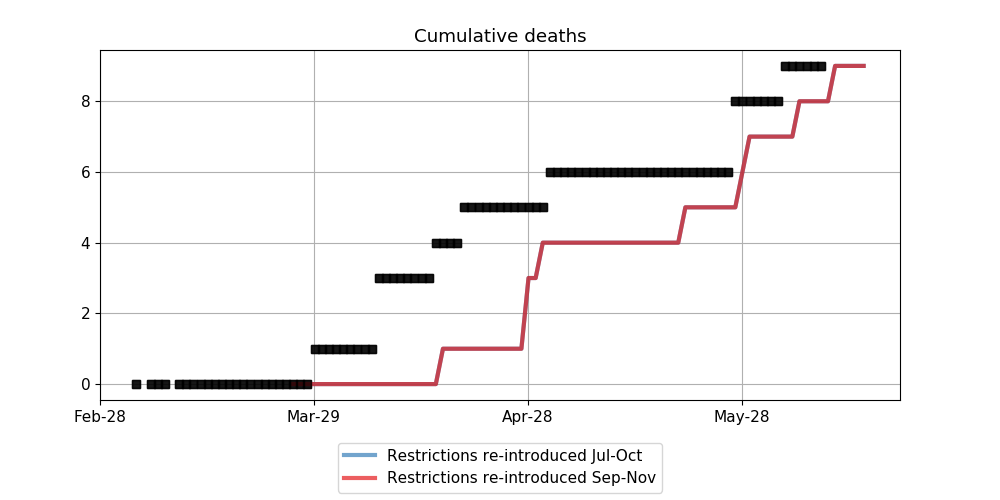 Cumulative deaths
8
6
4
2
0
Feb-28 Mar-29 Apr-28 May-28
Restrictions re-introduced Jul-Oct
Restrictions re-introduced Sep-Nov